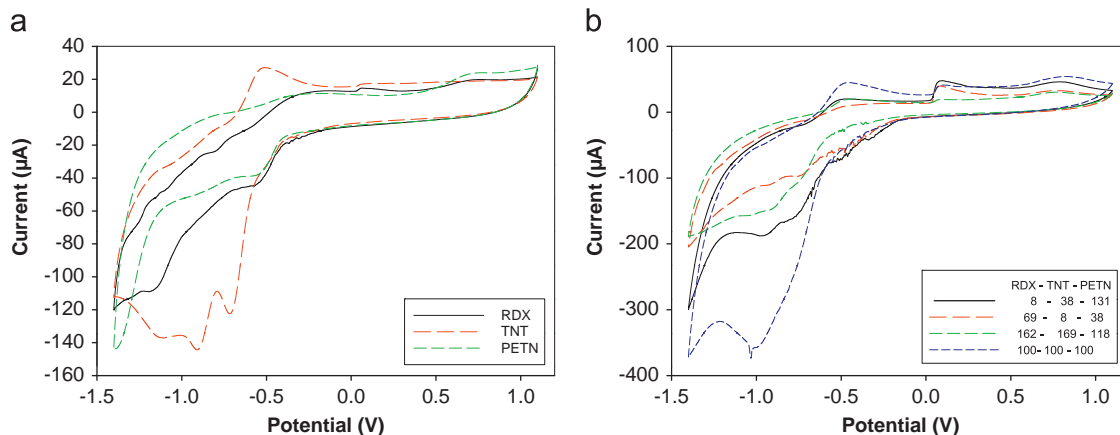 a
40
20
0
-20
-40
-60
-80
-100
-120
-140
-160
Current (µA)
-1.5 -1.0 -0.5 0.0 0.5 1.0
Potential (V)
RDX
TNT
PETN
b
100
0
-100
-200
-300
-400
Current (µA)
-1.5 -1.0 -0.5 0.0 0.5 1.0
Potential (V)
RDX - TNT - PETN
8 - 38 - 131
69 - 8 - 38
162 - 169 - 118
100 - 100 - 100